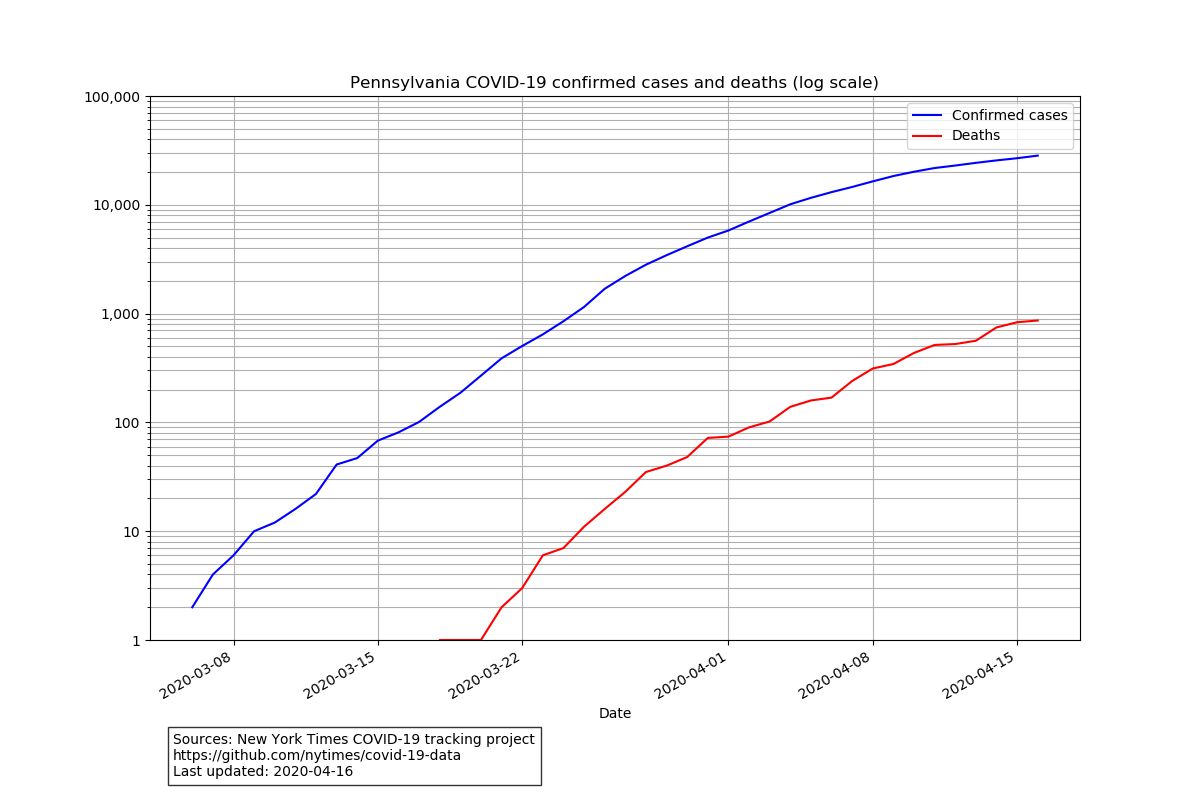 Pennsylvania COVID-19 confirmed cases and deaths (log scale)
100,000
10,000
1,000
100
10
1
Confirmed cases
Deaths
2020-03-08
2020-03-15
2020-03-22
2020-04-01
2020-04-08
2020-04-15
Date
Sources: New York Times COVID-19 tracking project
https://github.com/nytimes/covid-19-data
Last updated: 2020-04-16